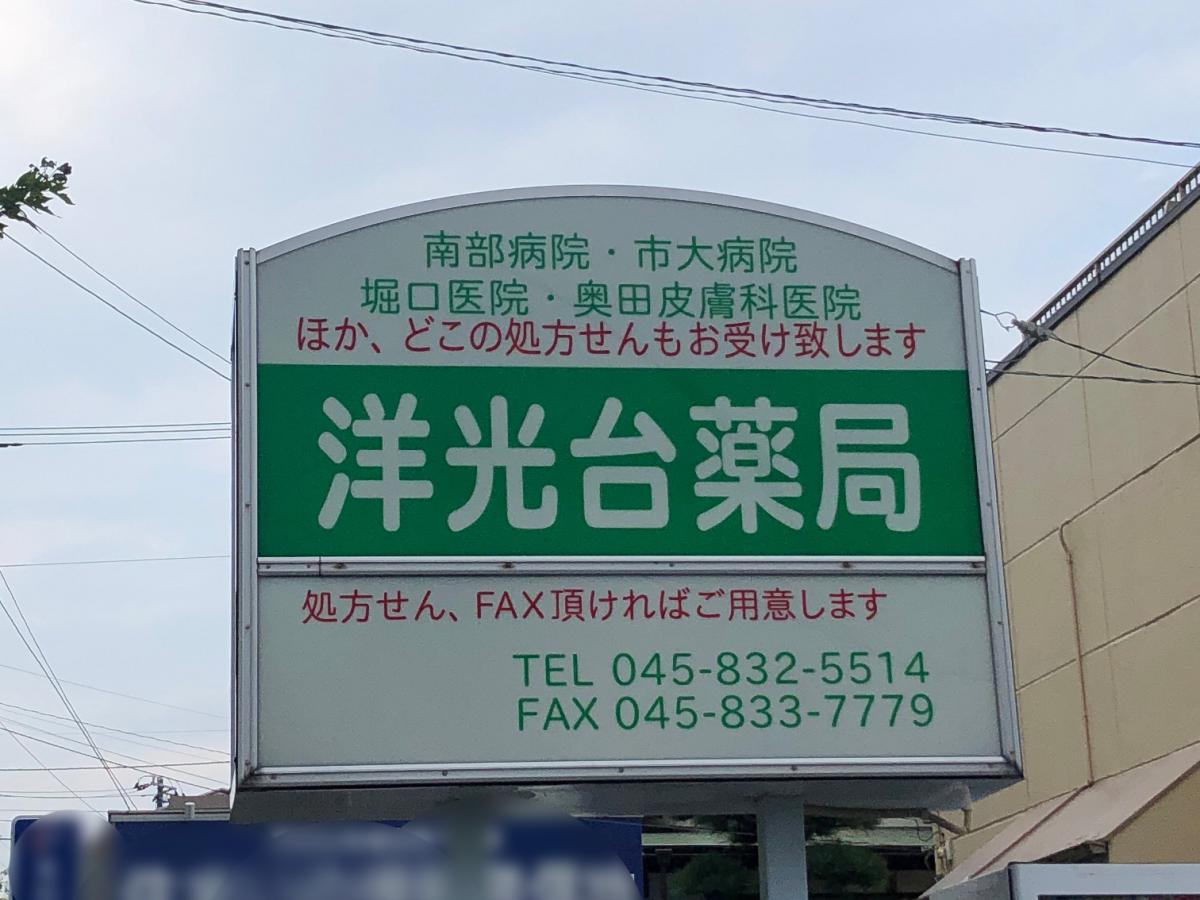 南部病院・市大病院
堀口医院・奥田皮膚科医院
ほか、どこの処方せんもお受け致します
洋光台薬局
処方せん、FAX頂ければご用意します
TEL 045-832-5514
FAX 045-833-7779